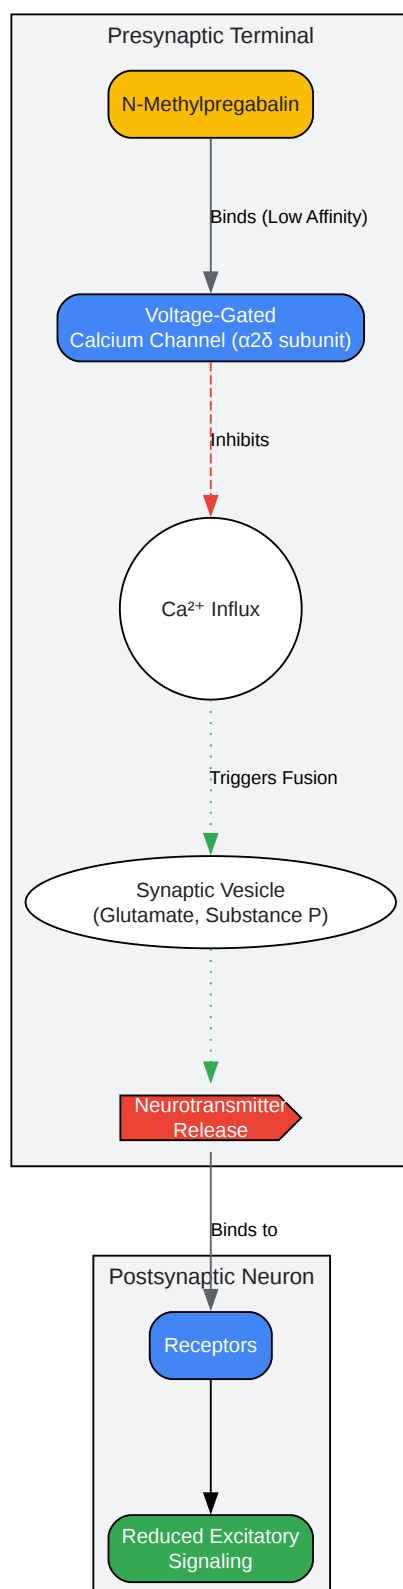 Presynaptic Terminal
N-Methylpregabalin
Binds (Low Affinity)
Voltage-Gated
Calcium Channel (α2δ subunit)
Inhibits
Ca²⁺ Influx
Triggers Fusion
Synaptic Vesicle
(Glutamate, Substance P)
Neurotransmitter
Release
Binds to
Postsynaptic Neuron
Receptors
Reduced Excitatory
Signaling